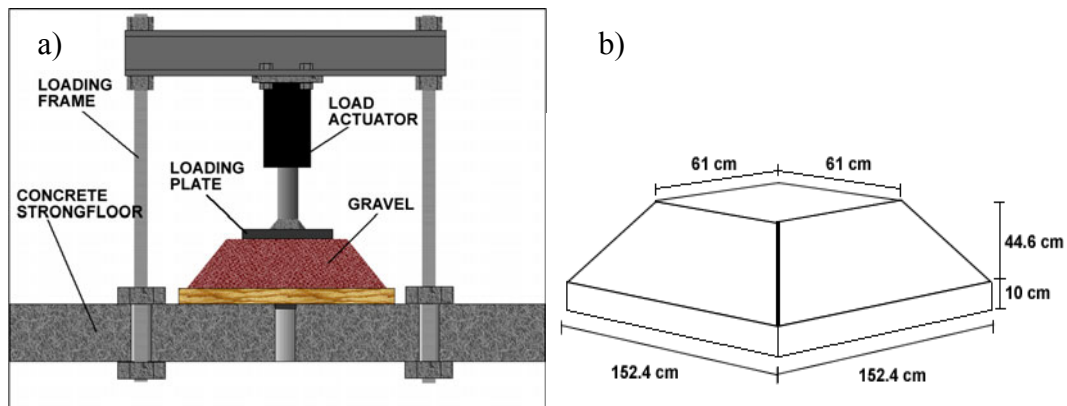 a)
LOADING
FRAME
LOAD
ACTUATOR
LOADING
PLATE
CONCRETE
STRONGFLOOR
GRAVEL
b)
61 cm
61 cm
44.6 cm
10 cm
152.4 cm
152.4 cm